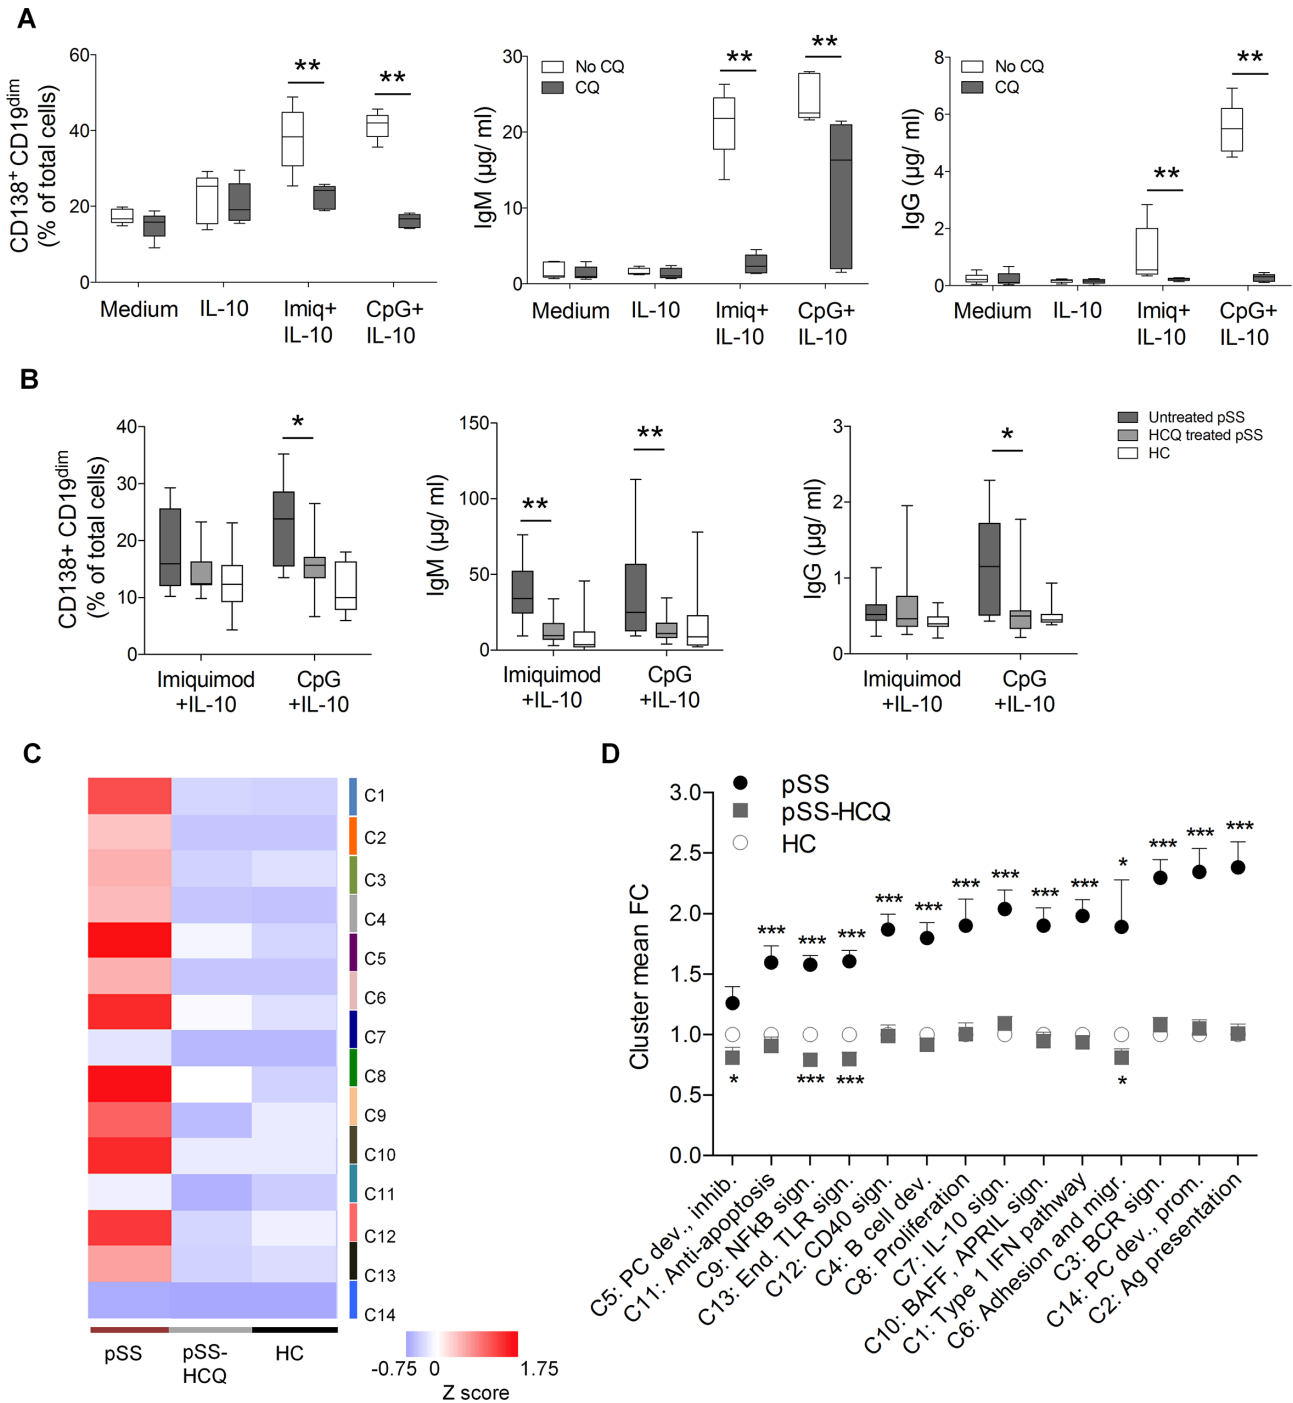 A
60
40
20
0
CD138+ CD19dim
(% of total cells)
**
**
Medium
IL-10
Imiq+
IL-10
CpG+
IL-10
30
20
10
0
IgM (µg/ ml)
No CQ
CQ
**
**
Medium
IL-10
Imiq+
IL-10
CpG+
IL-10
8
6
4
2
0
IgG (µg/ ml)
No CQ
CQ
**
**
Medium
IL-10
Imiq+
IL-10
CpG+
IL-10
B
40
30
20
10
0
CD138+ CD19dim
(% of total cells)
*
Imiquimod
+IL-10
CpG
+IL-10
150
100
50
0
IgM (µg/ ml)
**
**
Imiquimod
+IL-10
CpG
+IL-10
3
2
1
0
IgG (µg/ ml)
*
Imiquimod
+IL-10
CpG
+IL-10
Untreated pSS
HCQ treated pSS
HC
C
C1
C2
C3
C4
C5
C6
C7
C8
C9
C10
C11
C12
C13
C14
pSS
pSS-
HCQ
HC
-0.75 0 1.75
Z score
D
pSS
pSS-HCQ
HC
3.0
2.5
2.0
1.5
1.0
0.5
0.0
Cluster mean FC
***
***
***
***
***
***
***
***
***
*
***
***
***
*
***
***
*
C5: PC dev., inhib.
C11: Anti-apoptosis
C9: NFkB sign.
C13: End. TLR sign.
C12: CD40 sign.
C4: B cell dev.
C8: Proliferation
C7: IL-10 sign.
C10: BAFF, APRIL sign.
C1: Type 1 IFN pathway
C6: Adhesion and migr.
C3: BCR sign.
C14: PC dev., prom.
C2: Ag presentation